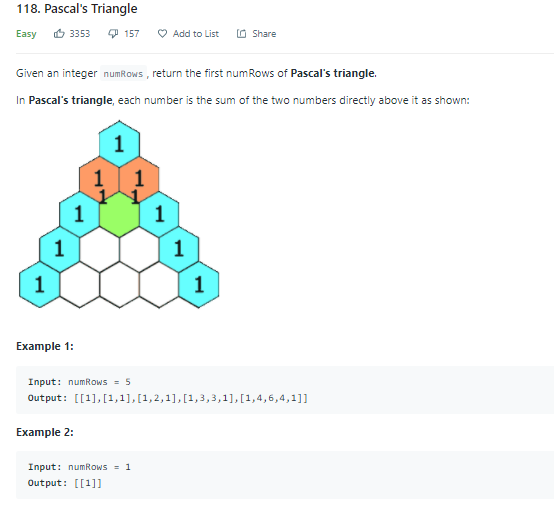 118. Pascal's Triangle
Easy 3353 157 Add to List Share
Given an integer numRows , return the first numRows of Pascal's triangle.
In Pascal's triangle, each number is the sum of the two numbers directly above it as shown:
1
1 1
1 1
1 1
1 1
1 1
Example 1:
Input: numRows = 5
Output: [[1],[1,1],[1,2,1],[1,3,3,1],[1,4,6,4,1]]
Example 2:
Input: numRows = 1
Output: [[1]]